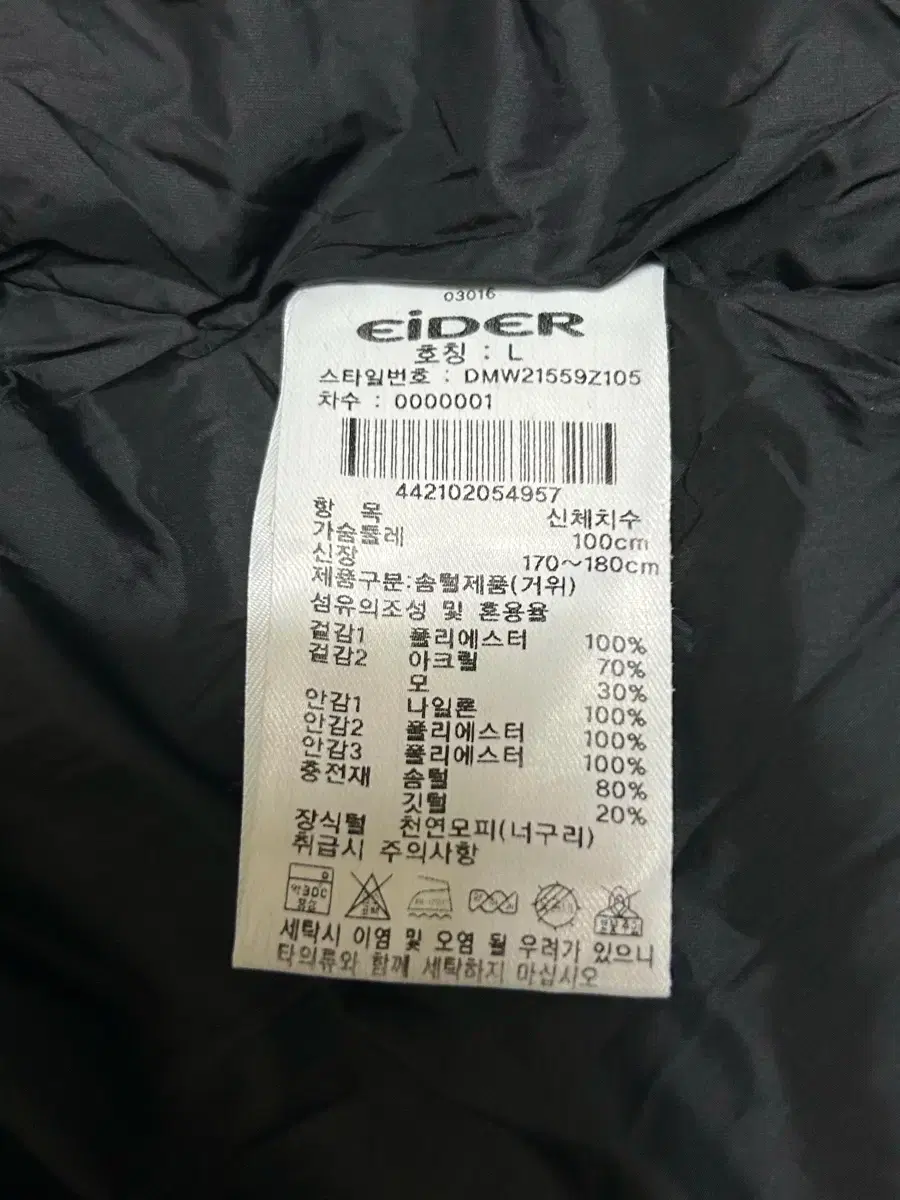 03016
EiDER
호칭 : L
스타일번호 : DMW21559Z105
차수 : 0000001
442102054957
항 목 신체치수
가슴둘레 100cm
신장 170~180cm
제품구분:솜털제품(거위)
섬유의조성 및 혼용율
겉감1 폴리에스터 100%
겉감2 아크릴 70%
모 30%
안감1 나일론 100%
안감2 폴리에스터 100%
안감3 폴리에스터 100%
충전재 솜털 80%
깃털 20%
장식털 천연모피(너구리)
취급시 주의사항
약30℃
중성
세탁시 이염 및 오염 될 우려가 있으니
타의류와 함께 세탁하지 마십시오